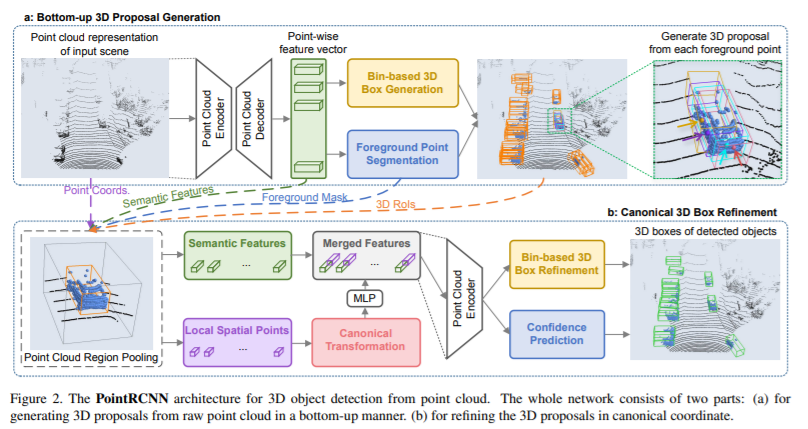 a: Bottom-up 3D Proposal Generation
Point cloud representation
of input scene
Point-wise
feature vector
Generate 3D proposal
from each foreground point
Point Cloud
Encoder
Point Cloud
Decoder
Bin-based 3D
Box Generation
Foreground Point
Segmentation
Point Coords.
Semantic Features
Foreground Mask
3D RoIs
b: Canonical 3D Box Refinement
3D boxes of detected objects
Semantic Features
...
Merged Features
...
MLP
Local Spatial Points
...
Canonical
Transformation
Point Cloud
Encoder
Bin-based 3D
Box Refinement
Confidence
Prediction
Point Cloud Region Pooling
Figure 2. The PointRCNN architecture for 3D object detection from point cloud. The whole network consists of two parts: (a) for
generating 3D proposals from raw point cloud in a bottom-up manner. (b) for refining the 3D proposals in canonical coordinate.